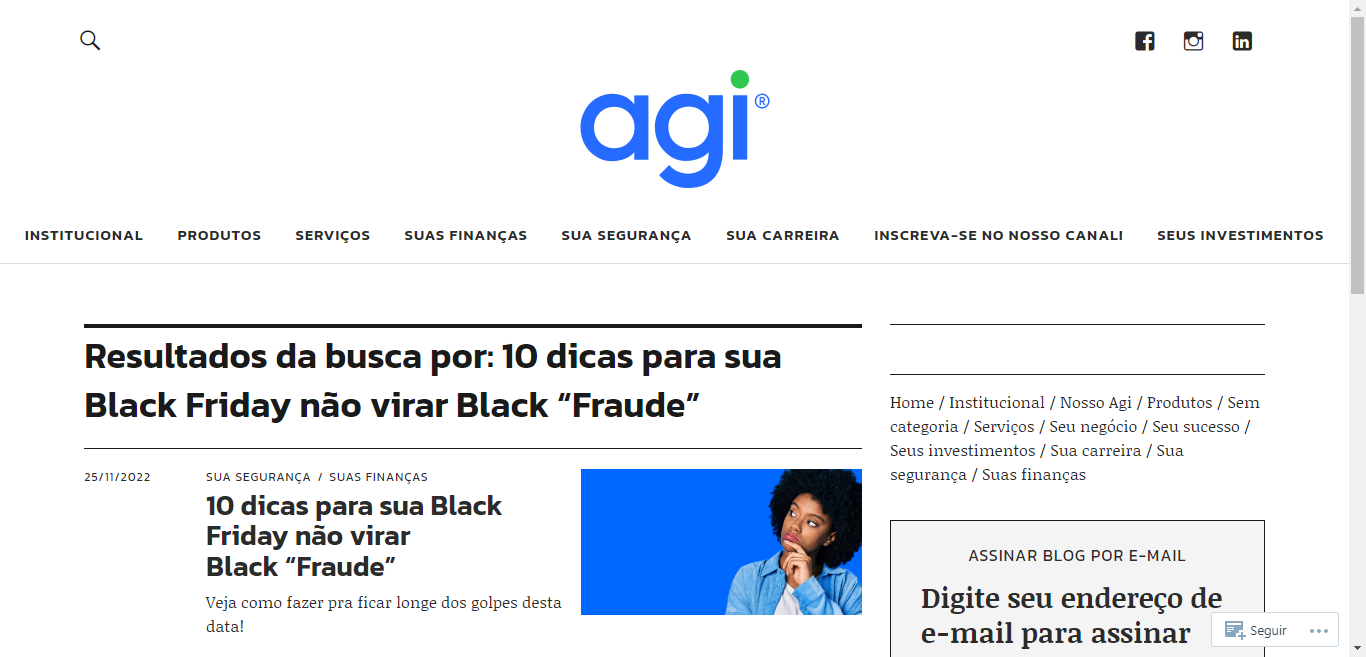 agi®
INSTITUCIONAL PRODUTOS SERVIÇOS SUAS FINANÇAS SUA SEGURANÇA SUA CARREIRA INSCREVA-SE NO NOSSO CANAL! SEUS INVESTIMENTOS
Resultados da busca por: 10 dicas para sua
Black Friday não virar Black “Fraude”
25/11/2022
SUA SEGURANÇA / SUAS FINANÇAS
10 dicas para sua Black
Friday não virar
Black “Fraude”
Veja como fazer pra ficar longe dos golpes desta
data!
Home / Institucional / Nosso Agi / Produtos / Sem
categoria / Serviços / Seu negócio / Seu sucesso /
Seus investimentos / Sua carreira / Sua
segurança / Suas finanças
ASSINAR BLOG POR E-MAIL
Digite seu endereço de
e-mail para assinar
Seguir